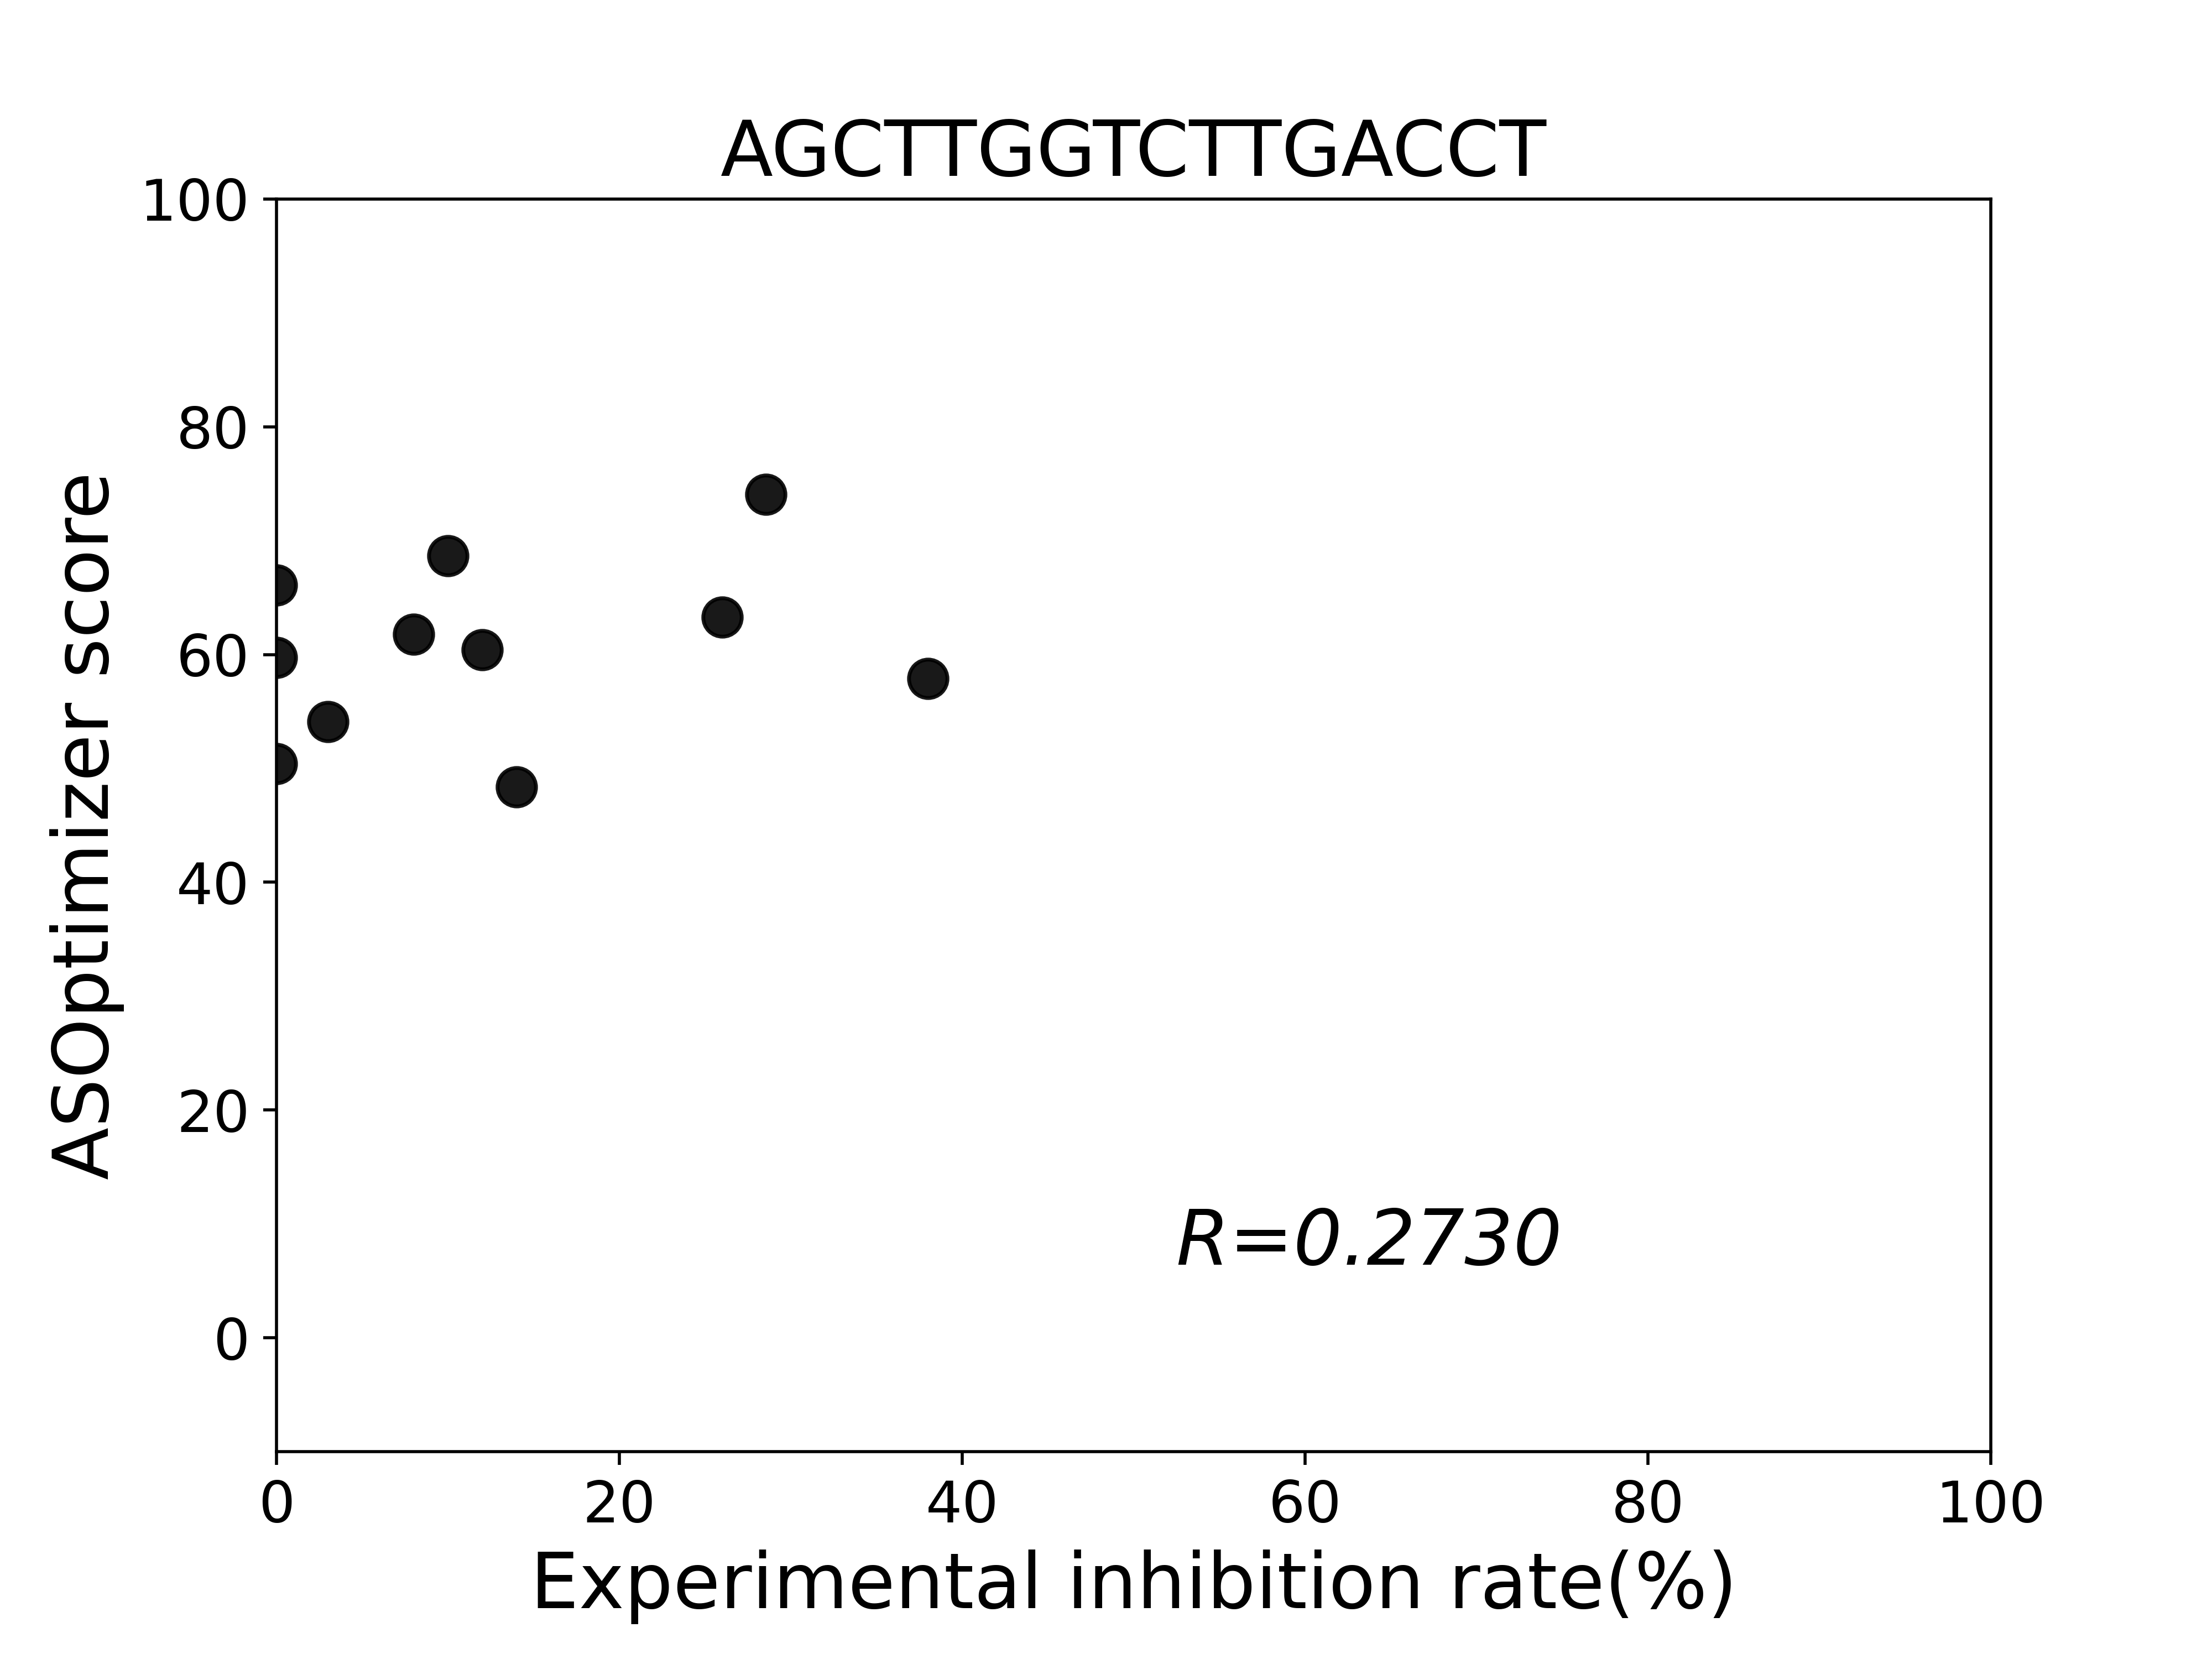 AGCTTGGTCTTGACCT
100
80
60
40
20
0
ASOptimizer score
R=0.2730
0 20 40 60 80 100
Experimental inhibition rate(%)